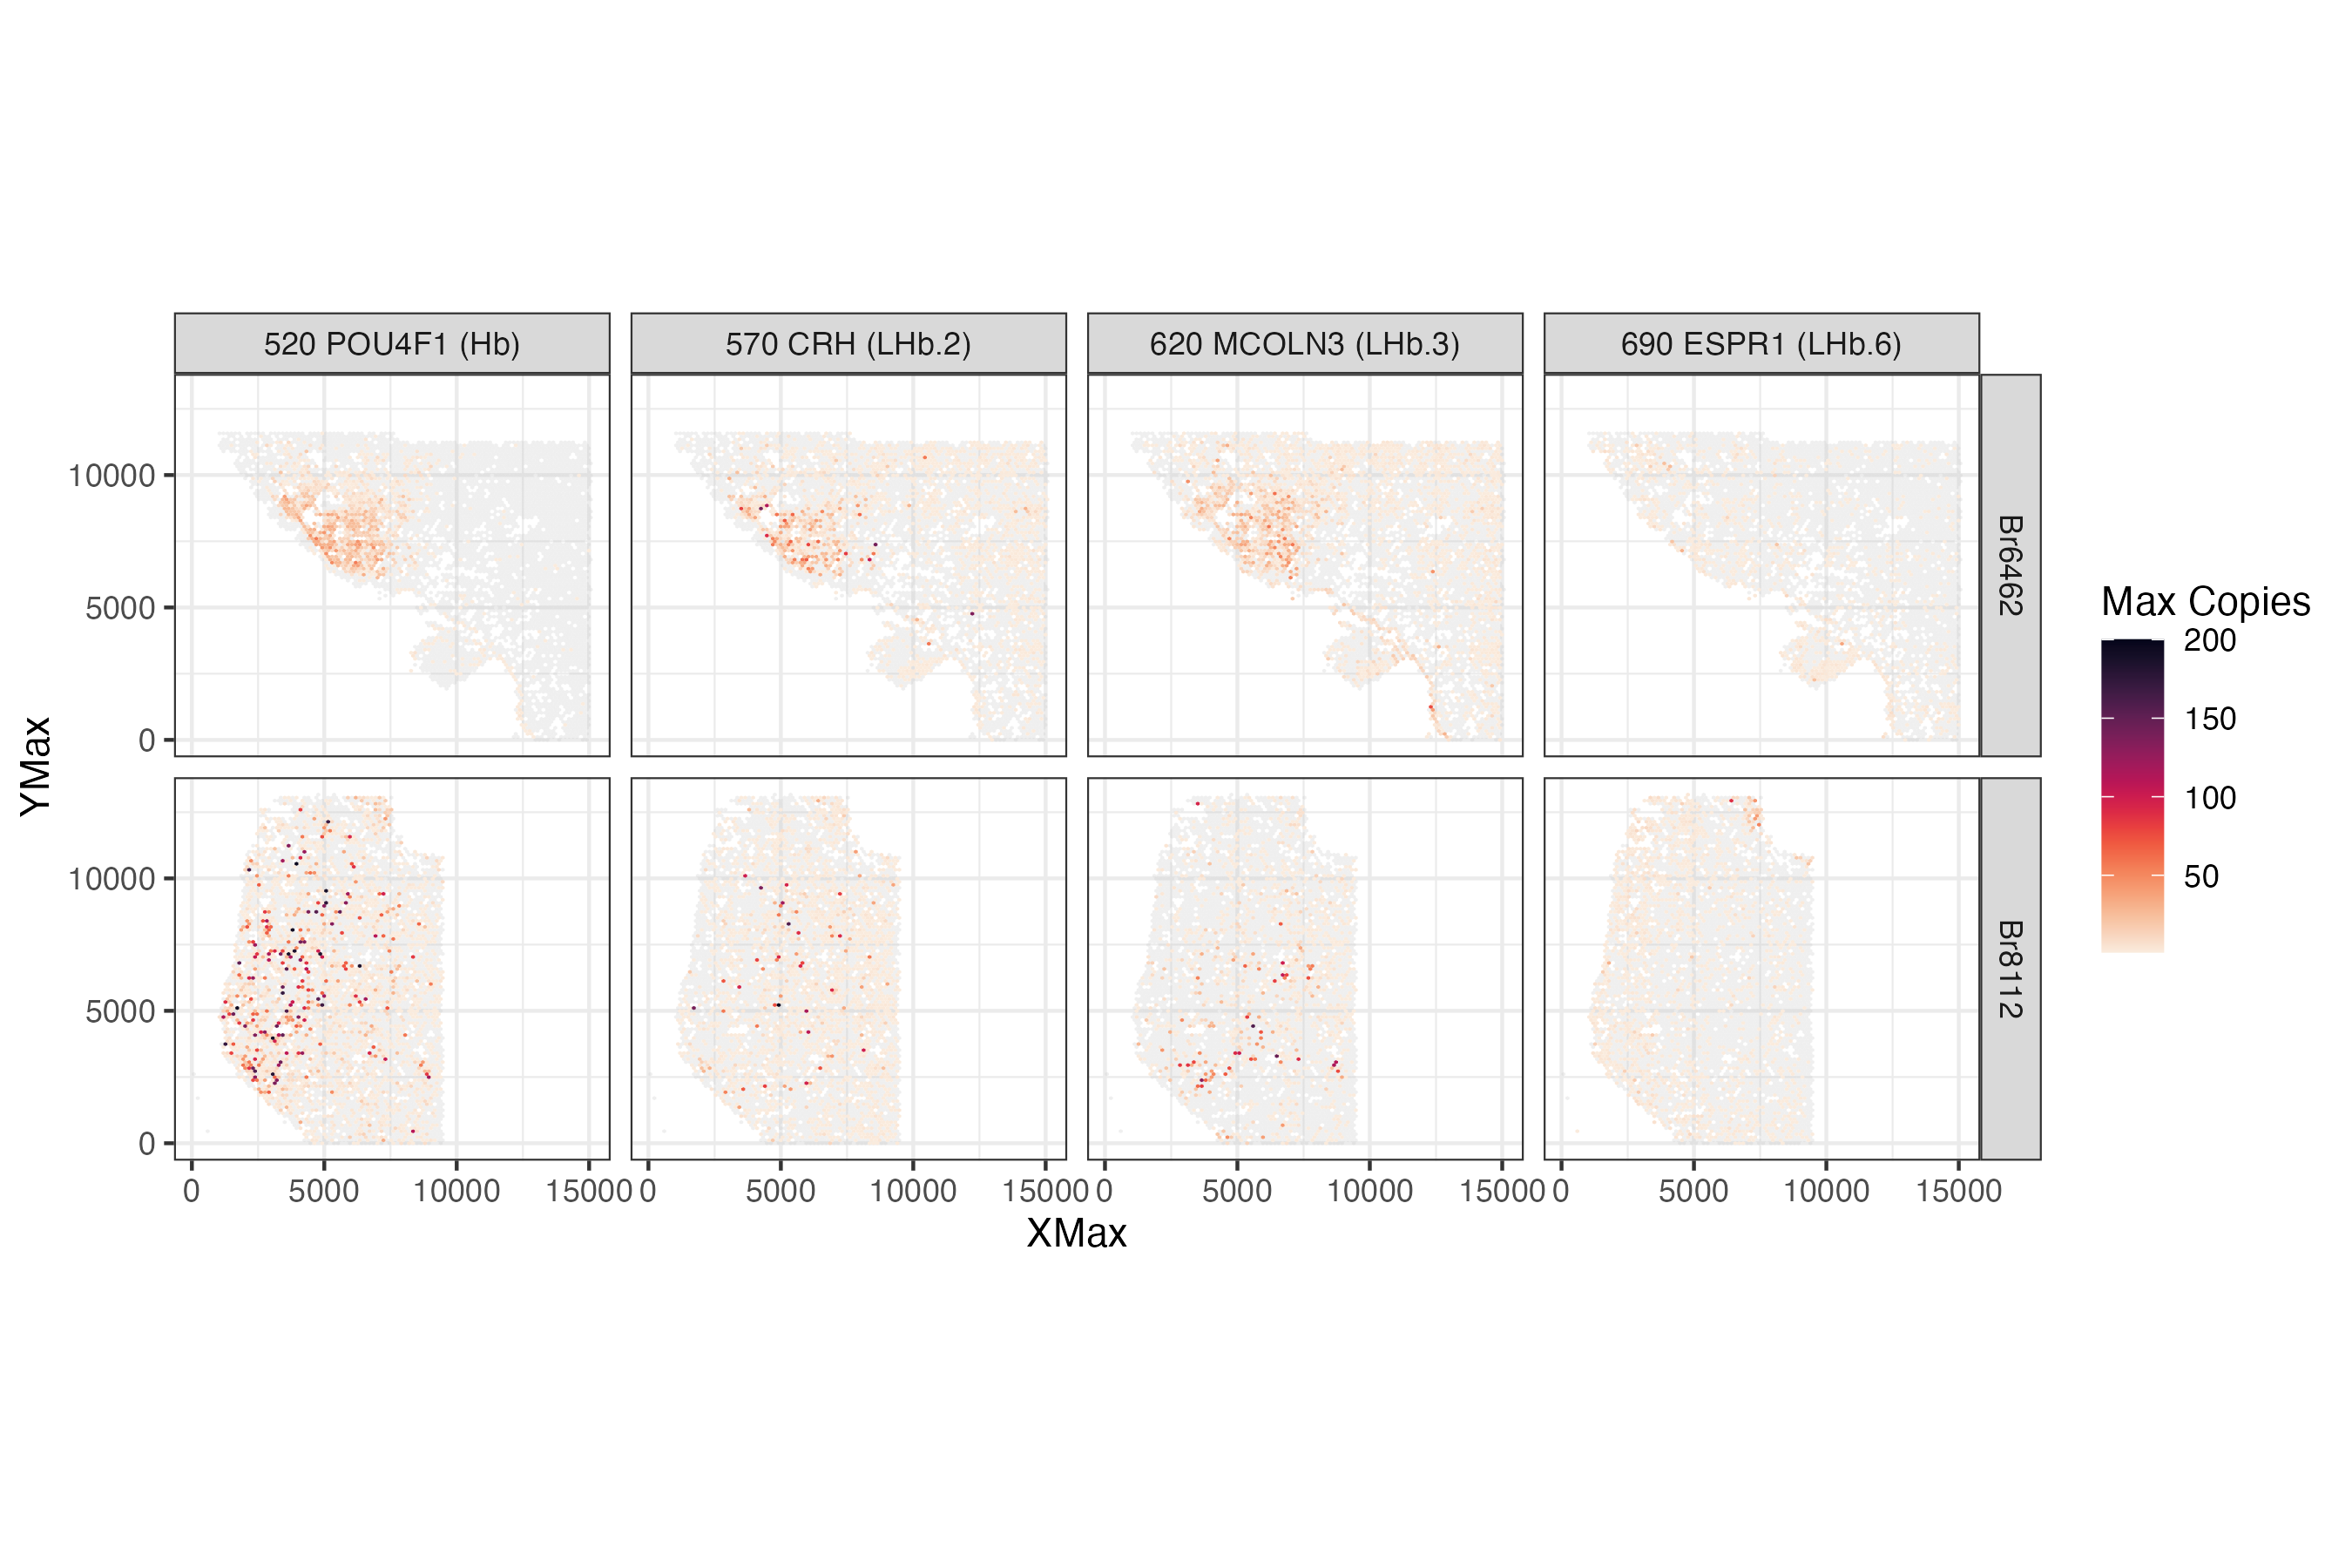 520 POU4F1 (Hb)
570 CRH (LHb.2)
620 MCOLN3 (LHb.3)
690 ESPR1 (LHb.6)
10000
5000
0
Br6462
10000
5000
0
Br8112
0 5000 10000 15000
0 5000 10000 15000
0 5000 10000 15000
0 5000 10000 15000
XMax
YMax
Max Copies
200
150
100
50